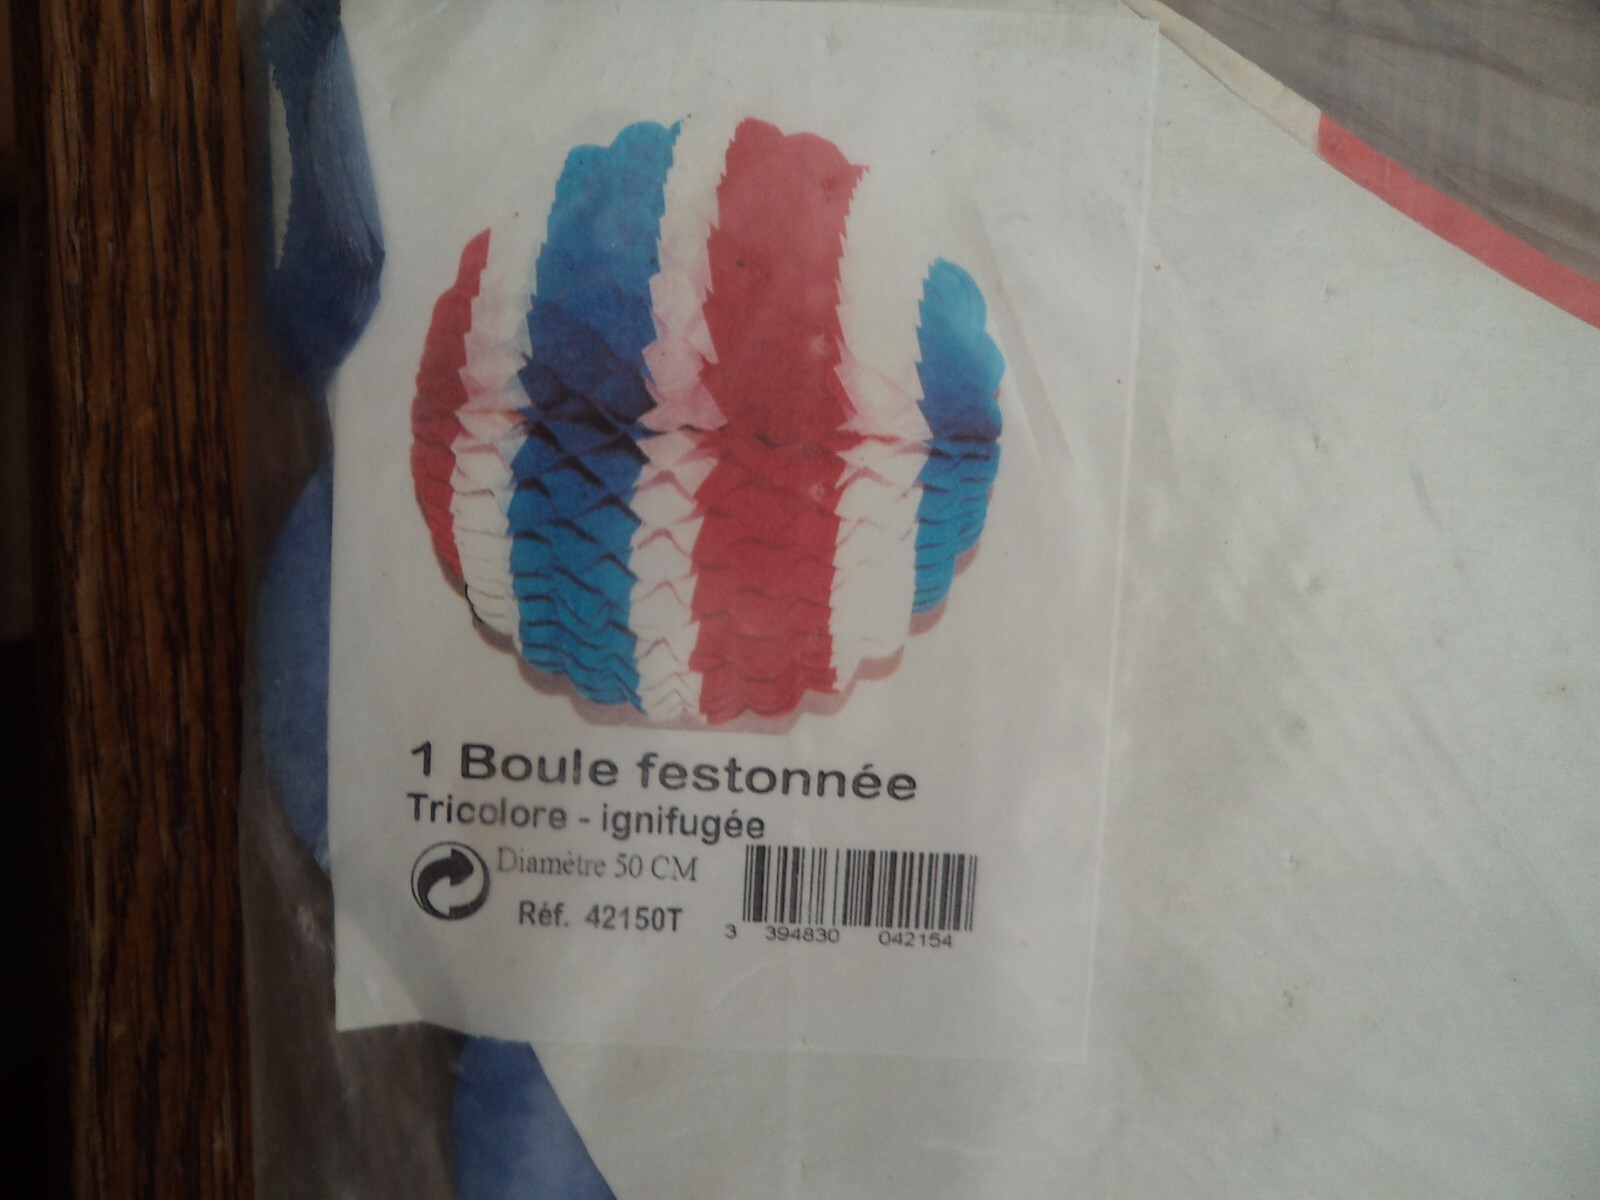 1 Boule festonnée
Tricolore - ignifugée
Diamètre 50 CM
Réf. 42150T
3 394830 042154